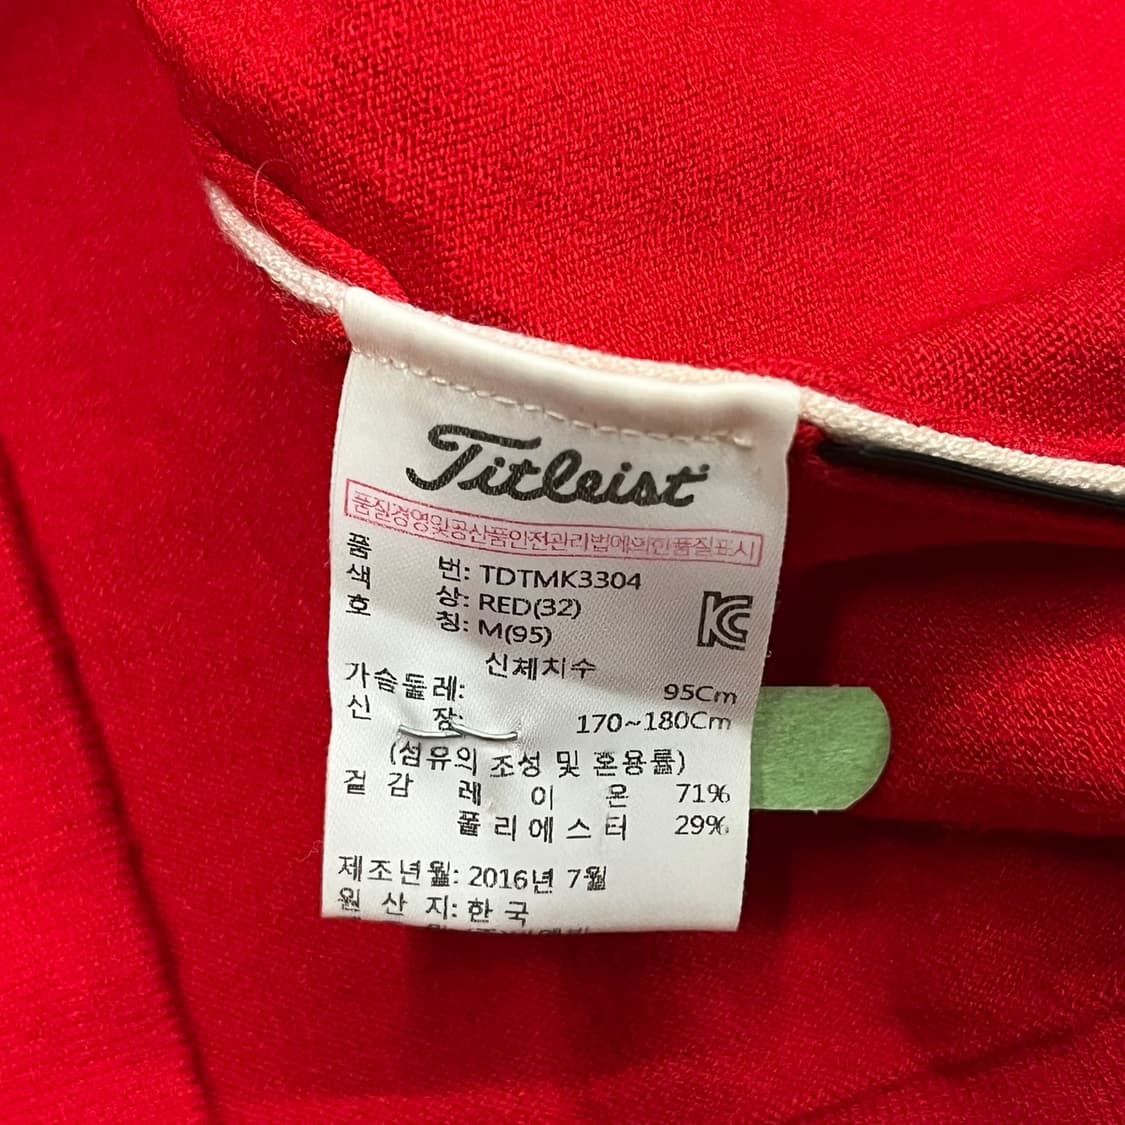 Titleist
품질경영및공산품안전관리법에의한품질표시
품 번: TDTMK3304
색 상: RED(32)
호 칭: M(95)
신체치수
가슴둘레: 95Cm
신 장: 170~180Cm
(섬유의 조성 및 혼용률)
겉 감 레 이 온 71%
폴 리 에 스 터 29%
제조년월: 2016년 7월
원 산 지: 한 국